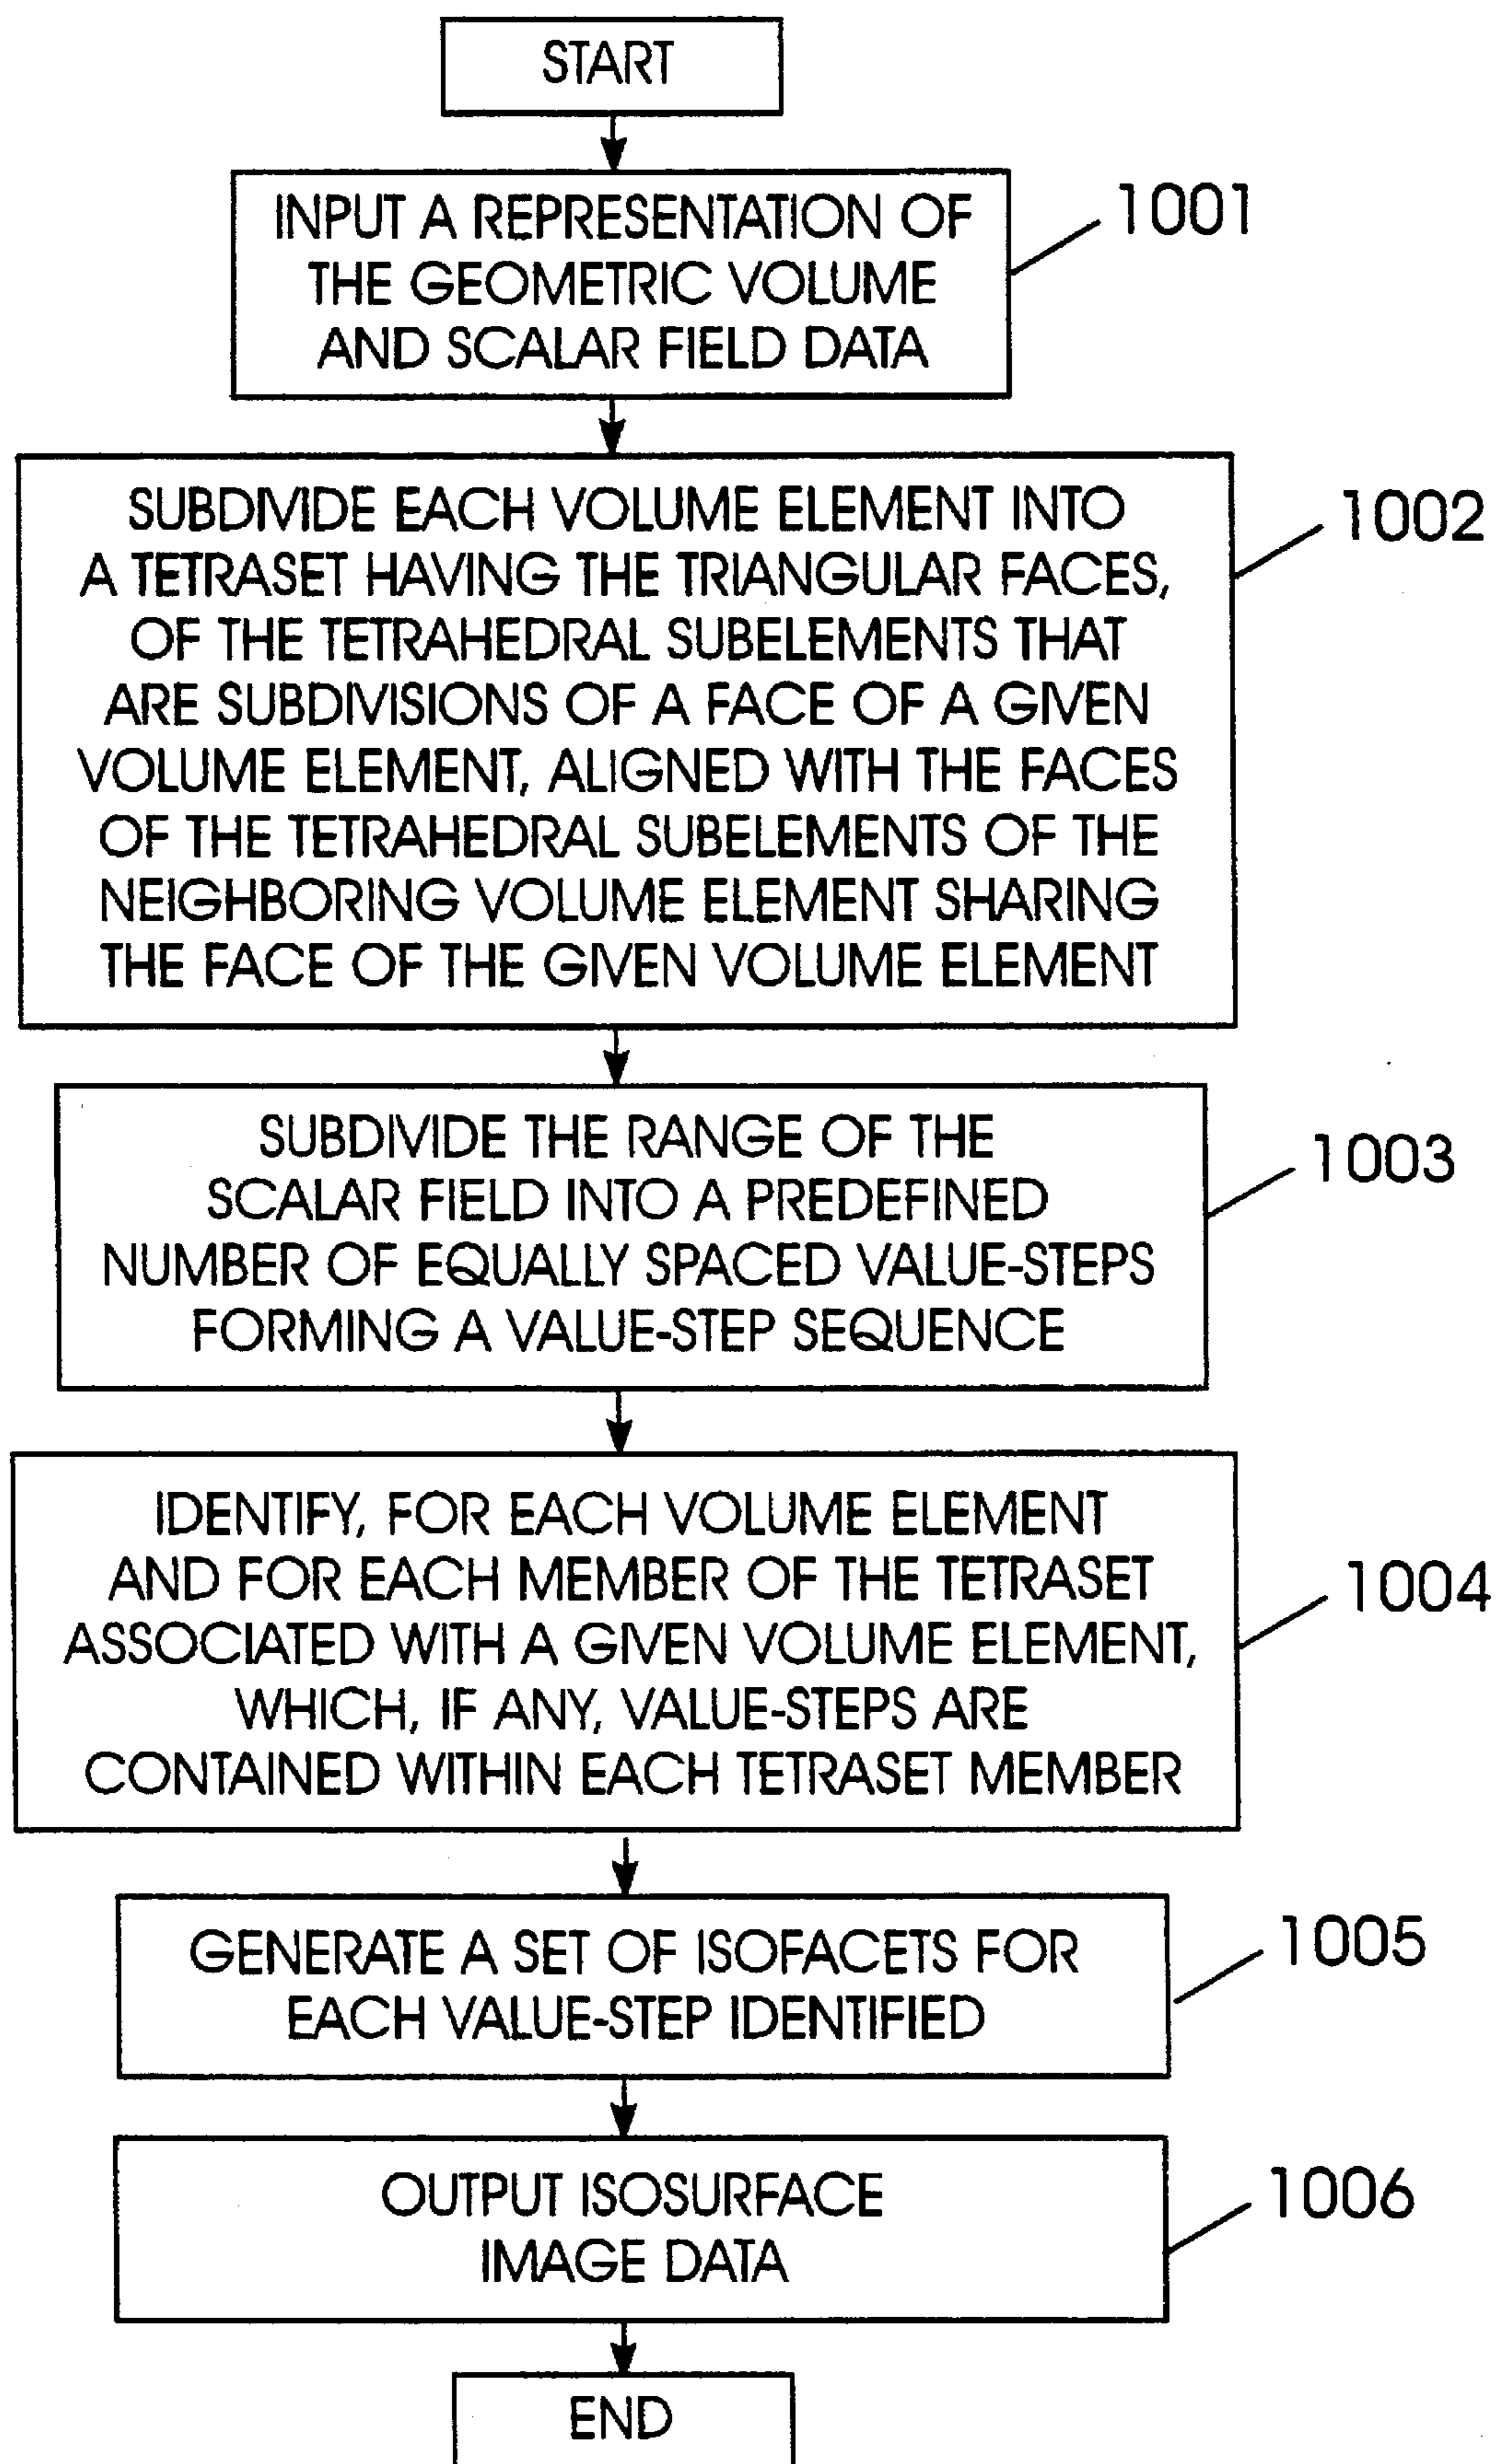 START
INPUT A REPRESENTATION OF
THE GEOMETRIC VOLUME
AND SCALAR FIELD DATA
1001
SUBDIVIDE EACH VOLUME ELEMENT INTO
A TETRASET HAVING THE TRIANGULAR FACES,
OF THE TETRAHEDRAL SUBELEMENTS THAT
ARE SUBDIVISIONS OF A FACE OF A GIVEN
VOLUME ELEMENT, ALIGNED WITH THE FACES
OF THE TETRAHEDRAL SUBELEMENTS OF THE
NEIGHBORING VOLUME ELEMENT SHARING
THE FACE OF THE GIVEN VOLUME ELEMENT
1002
SUBDIVIDE THE RANGE OF THE
SCALAR FIELD INTO A PREDEFINED
NUMBER OF EQUALLY SPACED VALUE-STEPS
FORMING A VALUE-STEP SEQUENCE
1003
IDENTIFY, FOR EACH VOLUME ELEMENT
AND FOR EACH MEMBER OF THE TETRASET
ASSOCIATED WITH A GIVEN VOLUME ELEMENT,
WHICH, IF ANY, VALUE-STEPS ARE
CONTAINED WITHIN EACH TETRASET MEMBER
1004
GENERATE A SET OF ISOFACETS FOR
EACH VALUE-STEP IDENTIFIED
1005
OUTPUT ISOSURFACE
IMAGE DATA
1006
END